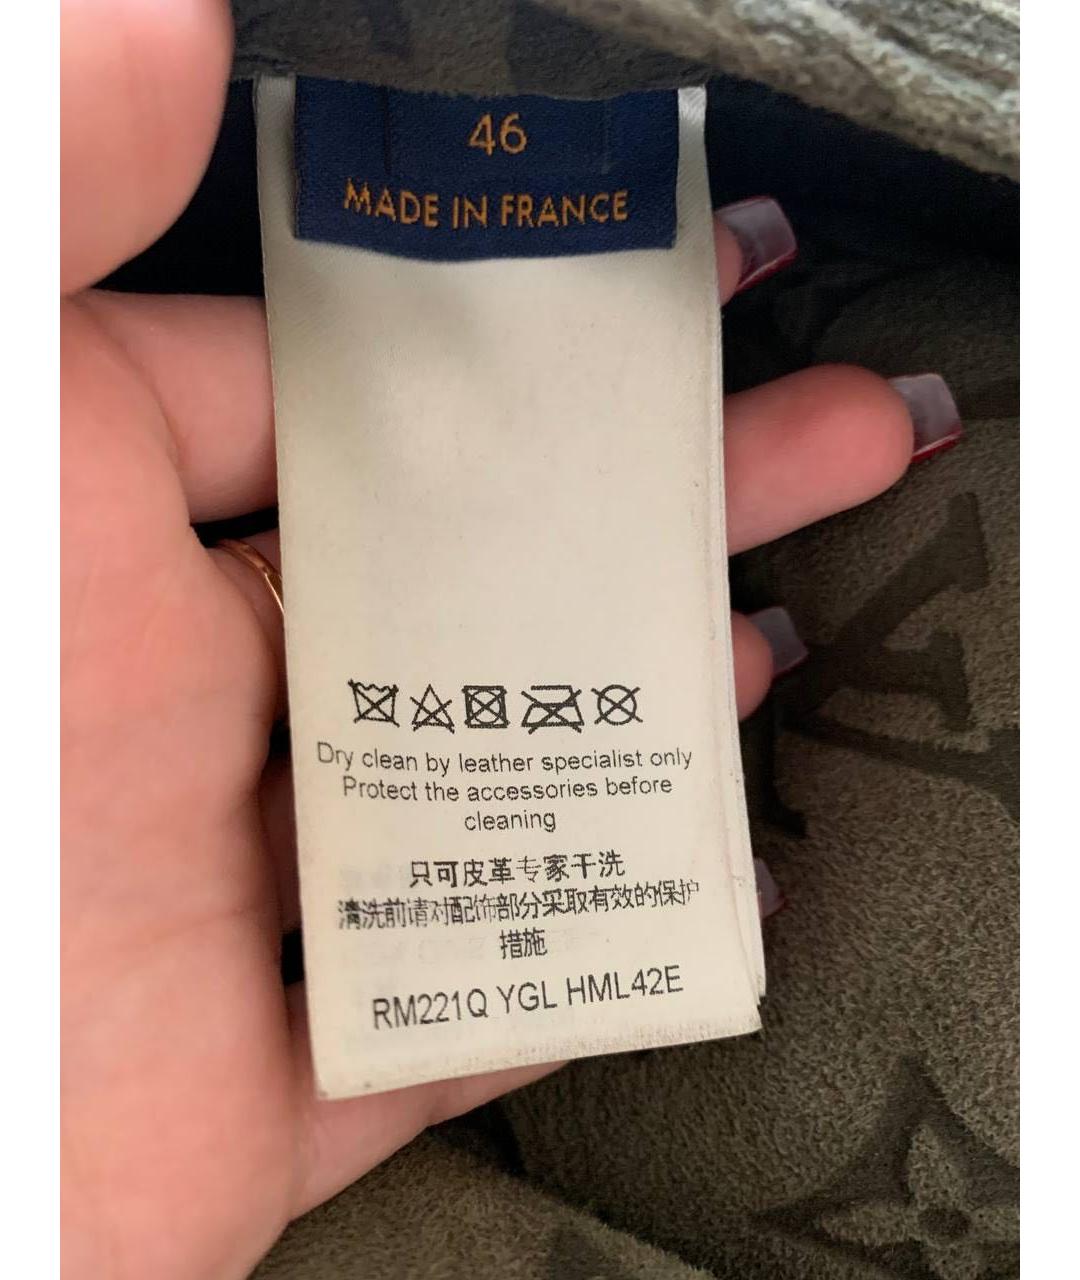 46
MADE IN FRANCE
Dry clean by leather specialist only
Protect the accessories before
cleaning
只可皮革专家干洗
清洗前请对配饰部分采取有效的保护
措施
RM221Q YGL HML42E